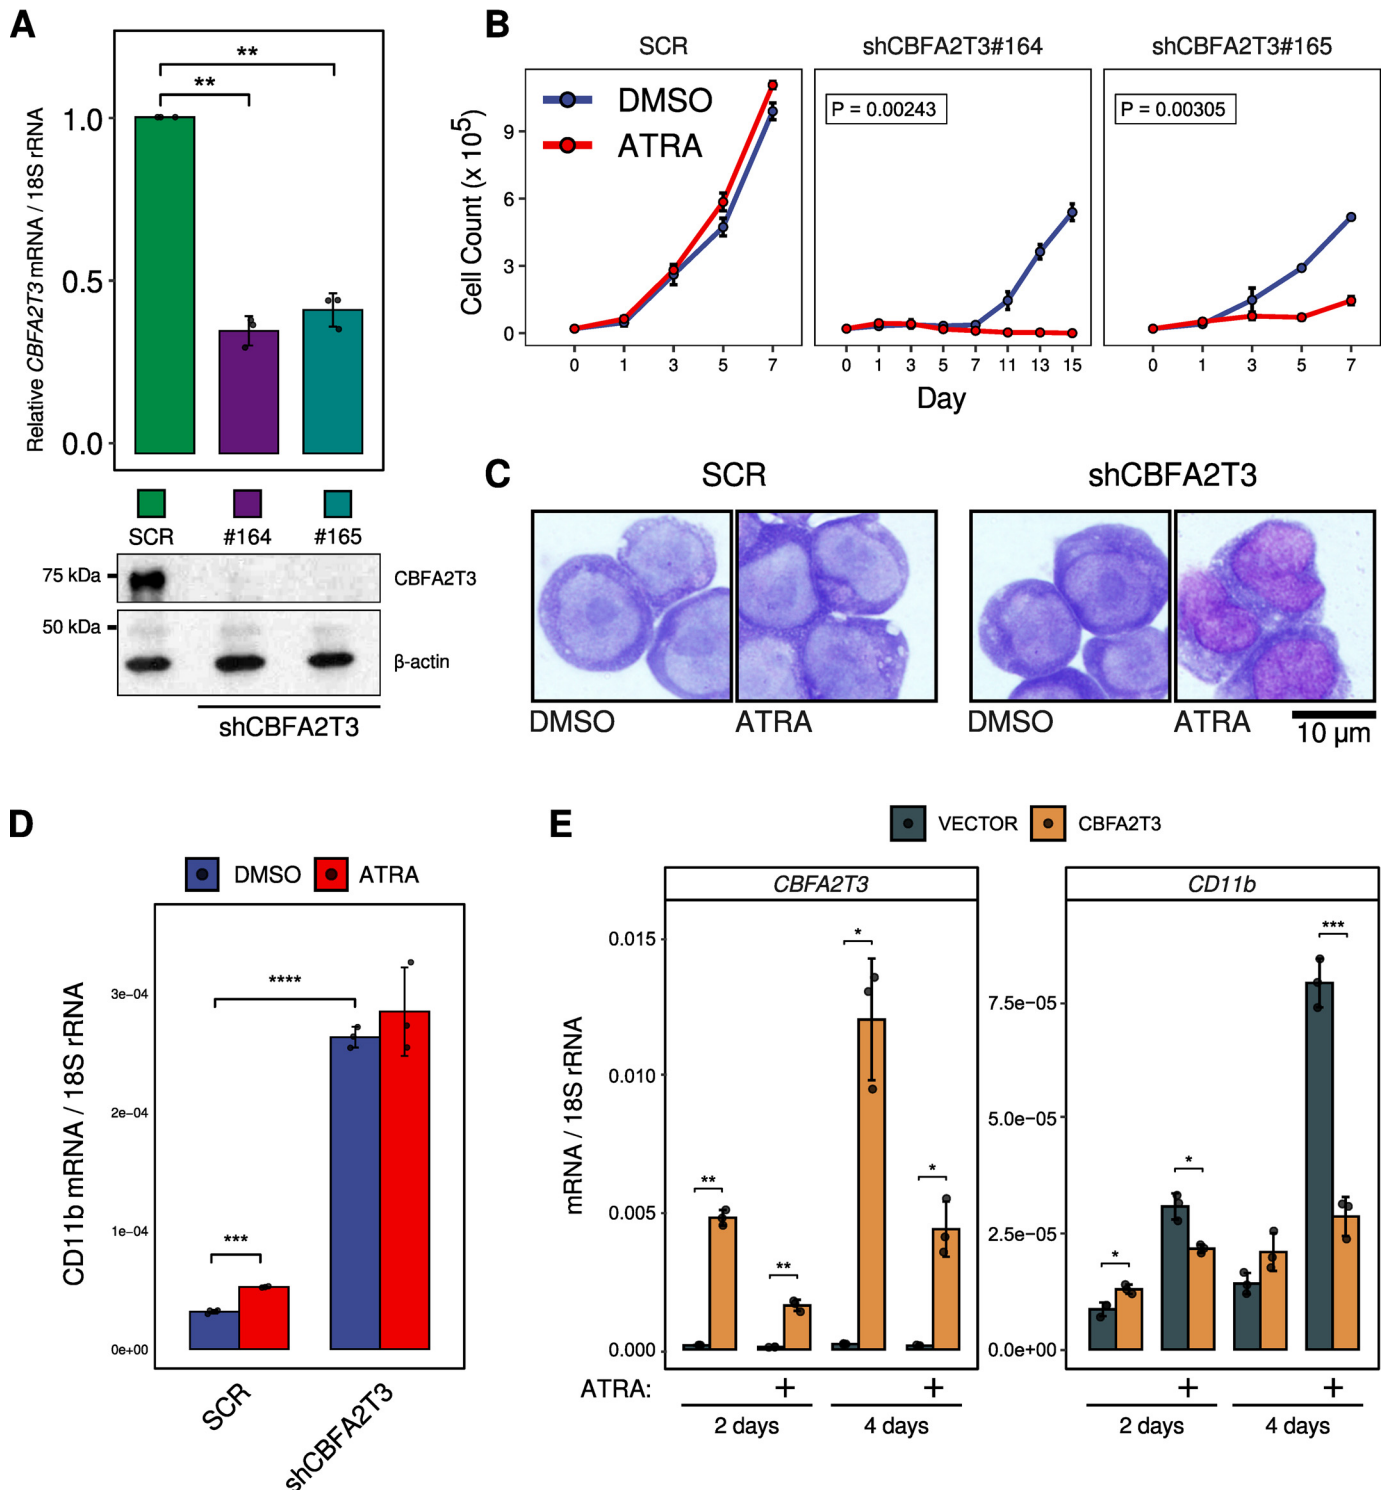 A
Relative CBFA2T3 mRNA / 18S rRNA
1.0
0.5
0.0
**
**
SCR #164 #165
75 kDa CBFA2T3
50 kDa
β-actin
shCBFA2T3
B
SCR shCBFA2T3#164 shCBFA2T3#165
Cell Count (x 10⁵)
9
6
3
0
DMSO
ATRA
P = 0.00243
P = 0.00305
0 1 3 5 7
0 1 3 5 7 11 13 15
0 1 3 5 7
Day
C
SCR shCBFA2T3
DMSO ATRA DMSO ATRA
10 µm
D
DMSO ATRA
CD11b mRNA / 18S rRNA
3e−04
2e−04
1e−04
0e+00
****
***
SCR
shCBFA2T3
E
VECTOR CBFA2T3
CBFA2T3
mRNA / 18S rRNA
0.015
0.010
0.005
0.000
**
**
*
*
ATRA: + +
2 days 4 days
CD11b
7.5e−05
5.0e−05
2.5e−05
0.0e+00
*
*
***
+ +
2 days 4 days